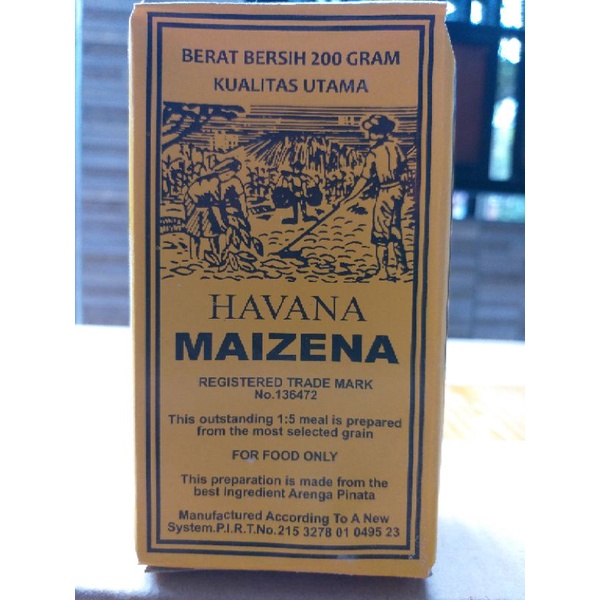 BERAT BERSIH 200 GRAM
KUALITAS UTAMA
HAVANA
MAIZENA
REGISTERED TRADE MARK
No.136472
This outstanding 1:5 meal is prepared
from the most selected grain
FOR FOOD ONLY
This preparation is made from the
best Ingredient Arenga Pinata
Manufactured According To A New
System.P.I.R.T.No.215 3278 01 0495 23